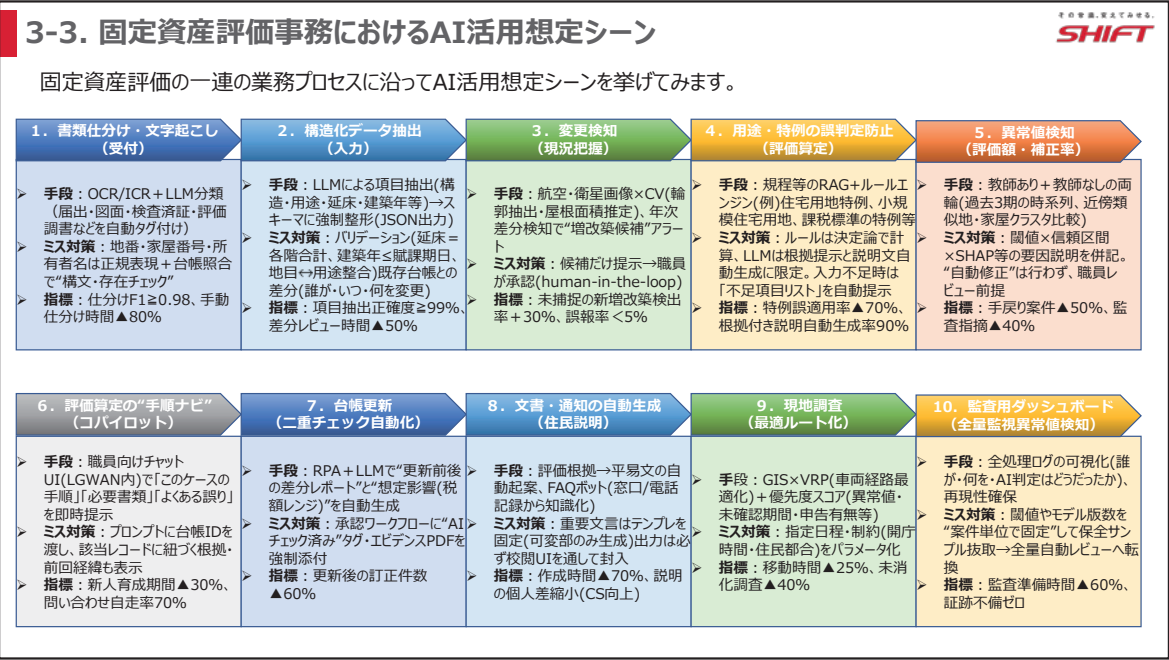 3-3. 固定資産評価事務におけるAI活用想定シーン
その常識、変えてみせる。
SHIFT
固定資産評価の一連の業務プロセスに沿ってAI活用想定シーンを挙げてみます。
1．書類仕分け・文字起こし
（受付）
➢ 手段：OCR/ICR＋LLM分類
（届出・図面・検査済証・評価
調書などを自動タグ付け）
➢ ミス対策：地番・家屋番号・所
有者名は正規表現＋台帳照合
で“構文・存在チェック”
➢ 指標：仕分けF1≧0.98、手動
仕分け時間▲80%
2．構造化データ抽出
（入力）
➢ 手段：LLMによる項目抽出(構
造・用途・延床・建築年等)→ス
キーマに強制整形(JSON出力)
➢ ミス対策：バリデーション(延床＝
各階合計、建築年≤賦課期日、
地目↔用途整合)既存台帳との
差分(誰が・いつ・何を変更)
➢ 指標：項目抽出正確度≧99%、
差分レビュー時間▲50%
3．変更検知
（現況把握）
➢ 手段：航空・衛星画像×CV(輪
郭抽出・屋根面積推定)、年次
差分検知で“増改築候補”アラー
ト
➢ ミス対策：候補だけ提示→職員
が承認(human-in-the-loop)
➢ 指標：未捕捉の新増改築検出
率＋30%、誤報率＜5%
4．用途・特例の誤判定防止
（評価算定）
➢ 手段：規程等のRAG＋ルールエ
ンジン(例)住宅用地特例、小規
模住宅用地、課税標準の特例等
➢ ミス対策：ルールは決定論で計
算、LLMは根拠提示と説明文自
動生成に限定。入力不足時は
「不足項目リスト」を自動提示
➢ 指標：特例誤適用率▲70%、
根拠付き説明自動生成率90%
5．異常値検知
（評価額・補正率）
➢ 手段：教師あり＋教師なしの両
輪(過去3期の時系列、近傍類
似地・家屋クラスタ比較)
➢ ミス対策：閾値×信頼区間
×SHAP等の要因説明を併記。
“自動修正”は行わず、職員レ
ビュー前提
➢ 指標：手戻り案件▲50%、監
査指摘▲40%
6．評価算定の“手順ナビ”
（コパイロット）
➢ 手段：職員向けチャット
UI(LGWAN内)で「このケースの
手順」「必要書類」「よくある誤り」
を即時提示
➢ ミス対策：プロンプトに台帳IDを
渡し、該当レコードに紐づく根拠・
前回経緯も表示
➢ 指標：新人育成期間▲30%、
問い合わせ自走率70%
7．台帳更新
（二重チェック自動化）
➢ 手段：RPA＋LLMで“更新前後
の差分レポート”と“想定影響(税
額レンジ)”を自動生成
➢ ミス対策：承認ワークフローに“AI
チェック済み”タグ・エビデンスPDFを
強制添付
➢ 指標：更新後の訂正件数
▲60%
8．文書・通知の自動生成
（住民説明）
➢ 手段：評価根拠→平易文の自
動起案、FAQボット(窓口/電話
記録から知識化)
➢ ミス対策：重要文言はテンプレを
固定(可変部のみ生成)出力は必
ず校閲UIを通して封入
➢ 指標：作成時間▲70%、説明
の個人差縮小(CS向上)
9．現地調査
（最適ルート化）
➢ 手段：GIS×VRP(車両経路最
適化)＋優先度スコア(異常値・
未確認期間・申告有無等)
➢ ミス対策：指定日程・制約(開庁
時間・住民都合)をパラメータ化
➢ 指標：移動時間▲25%、未消
化調査▲40%
10．監査用ダッシュボード
（全量監視異常値検知）
➢ 手段：全処理ログの可視化(誰
が・何を・AI判定はどうだったか)、
再現性確保
➢ ミス対策：閾値やモデル版数を
“案件単位で固定”して保全サン
プル抜取→全量自動レビューへ転
換
➢ 指標：監査準備時間▲60%、
証跡不備ゼロ